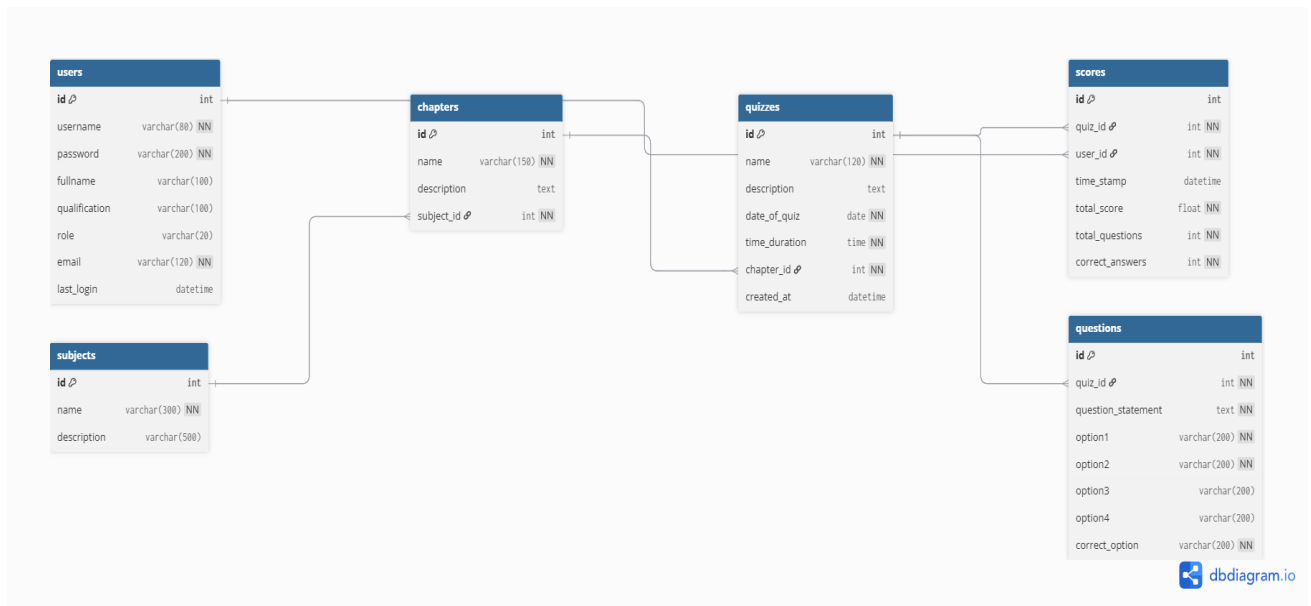 users
id int
username varchar(80) NN
password varchar(200) NN
fullname varchar(100)
qualification varchar(100)
role varchar(20)
email varchar(120) NN
last_login datetime
subjects
id int
name varchar(300) NN
description varchar(500)
chapters
id int
name varchar(150) NN
description text
subject_id int NN
quizzes
id int
name varchar(120) NN
description text
date_of_quiz date NN
time_duration time NN
chapter_id int NN
created_at datetime
scores
id int
quiz_id int NN
user_id int NN
time_stamp datetime
total_score float NN
total_questions int NN
correct_answers int NN
questions
id int
quiz_id int NN
question_statement text NN
option1 varchar(200) NN
option2 varchar(200) NN
option3 varchar(200)
option4 varchar(200)
correct_option varchar(200) NN
dbdiagram.io